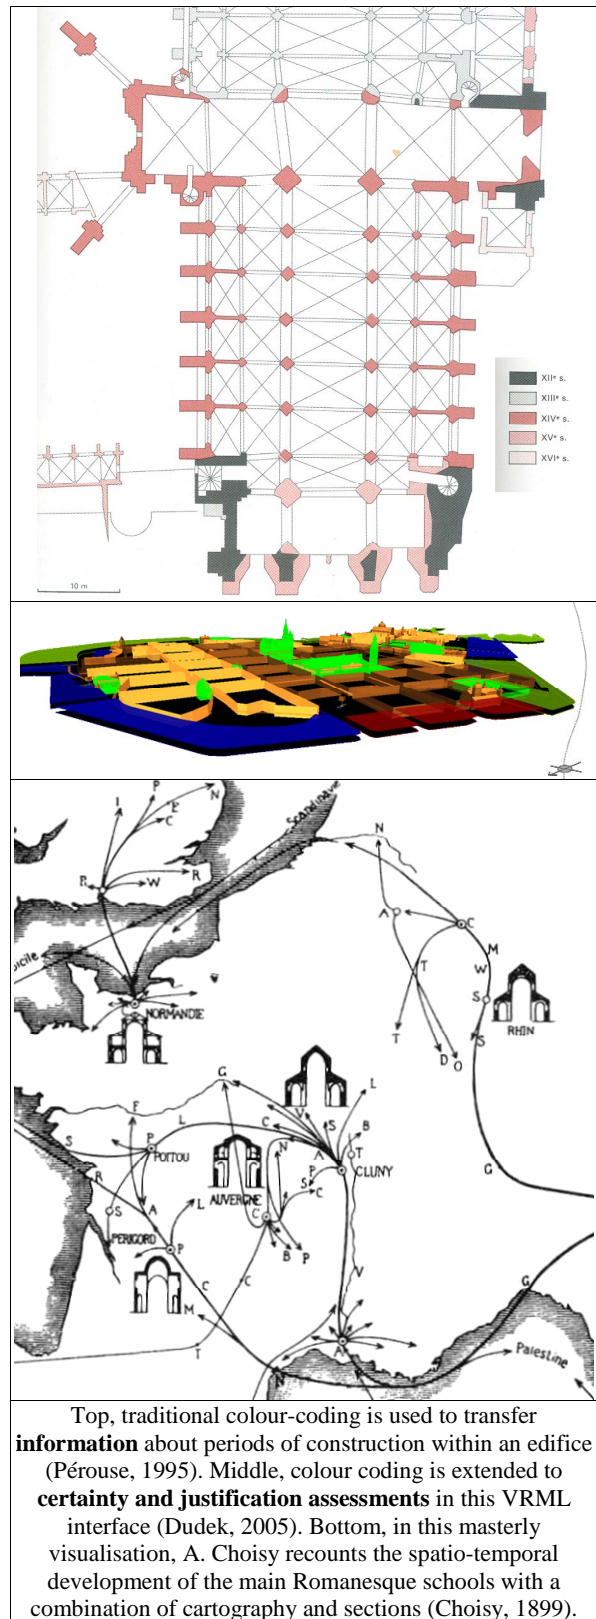 XIIe s.
XIIIe s.
XIVe s.
XVe s.
XVIe s.
10 m
P
I
E
N
C
Scandinavie
R
R
W
N
A
C
icile
M
T
W
S
NORMANDIE
S
RHIN
T
D
O
G
L
F
V
S
L
C
B
S
P
N
A
T
POITOU
P
CLUNY
R
AUVERGNE
S
C
G
S
A
L
C
B
P
PERIGORD
P
C
C
V
G
M
T
A
Palestine
N
Top, traditional colour-coding is used to transfer
information about periods of construction within an edifice
(Pérouse, 1995). Middle, colour coding is extended to
certainty and justification assessments in this VRML
interface (Dudek, 2005). Bottom, in this masterly
visualisation, A. Choisy recounts the spatio-temporal
development of the main Romanesque schools with a
combination of cartography and sections (Choisy, 1899).